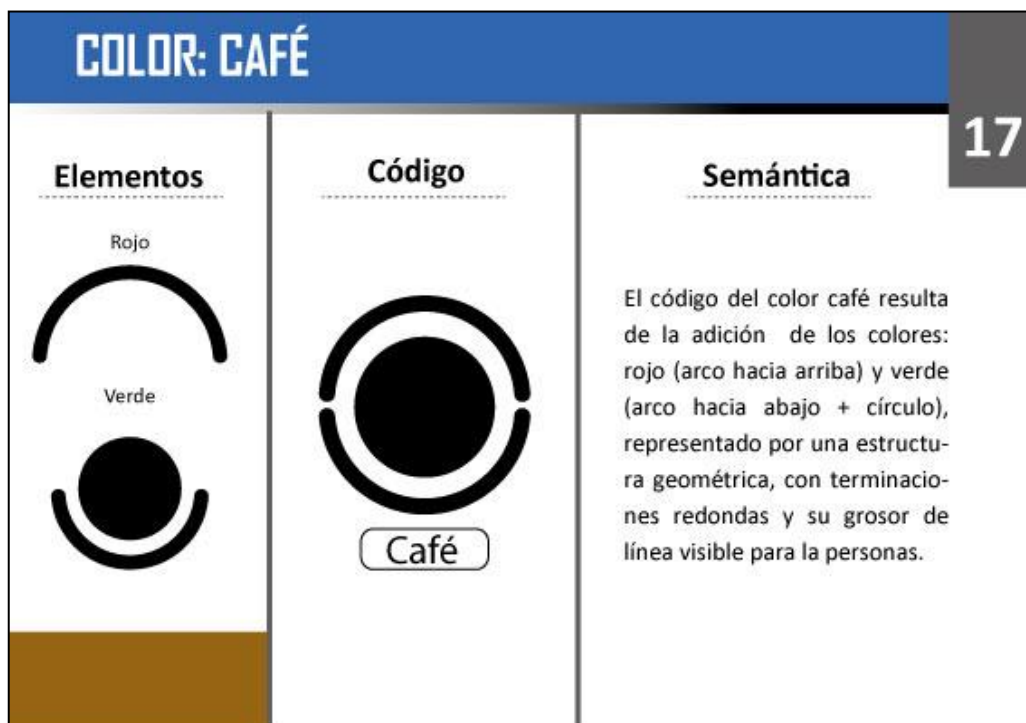 COLOR: CAFÉ
17
Elementos
Rojo
Verde
Código
Café
Semántica
El código del color café resulta
de la adición de los colores:
rojo (arco hacia arriba) y verde
(arco hacia abajo + círculo),
representado por una estructu-
ra geométrica, con terminacio-
nes redondas y su grosor de
línea visible para la personas.